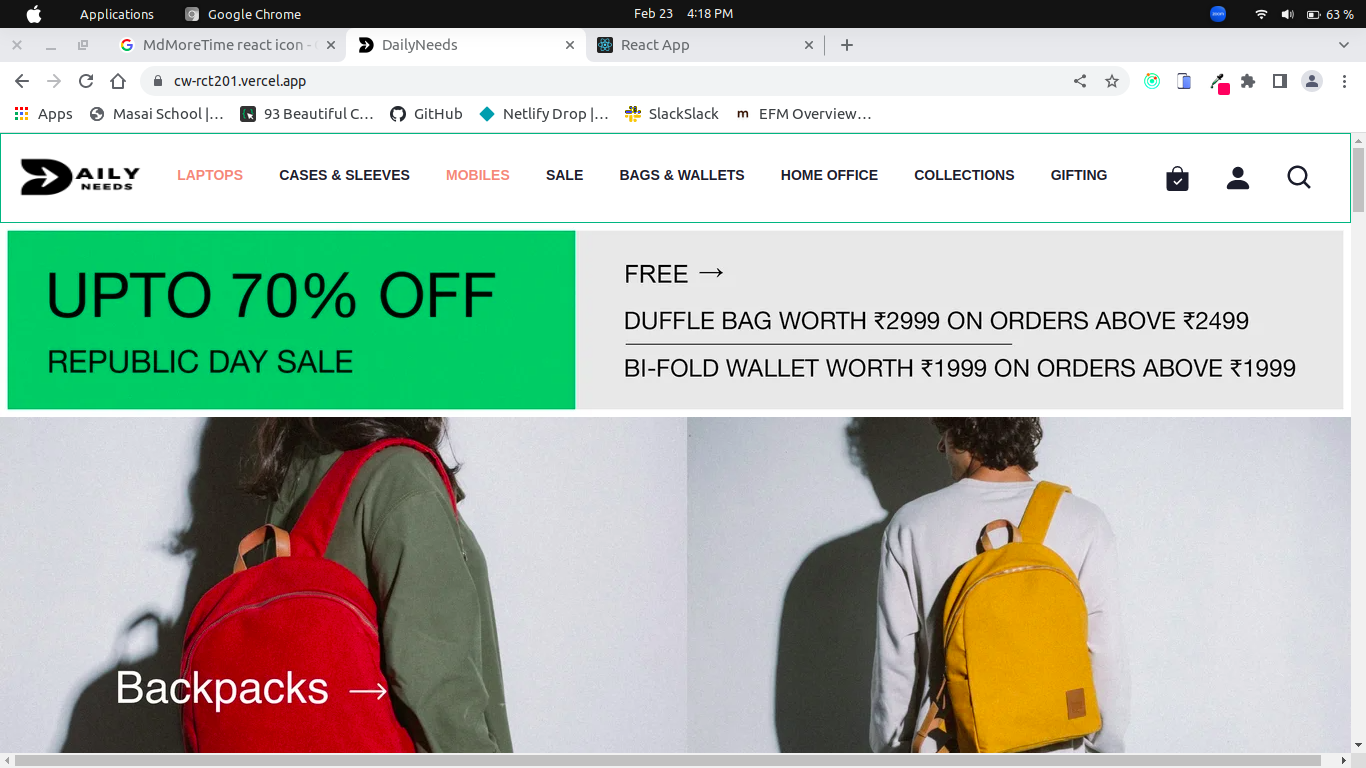 Applications Google Chrome Feb 23 4:18 PM zoom 63 %
MdMoreTime react icon - DailyNeeds React App
cw-rct201.vercel.app
Apps Masai School |… 93 Beautiful C… GitHub Netlify Drop |… SlackSlack m EFM Overview…
DAILY NEEDS LAPTOPS CASES & SLEEVES MOBILES SALE BAGS & WALLETS HOME OFFICE COLLECTIONS GIFTING
UPTO 70% OFF
REPUBLIC DAY SALE
FREE →
DUFFLE BAG WORTH ₹2999 ON ORDERS ABOVE ₹2499
BI-FOLD WALLET WORTH ₹1999 ON ORDERS ABOVE ₹1999
Backpacks →